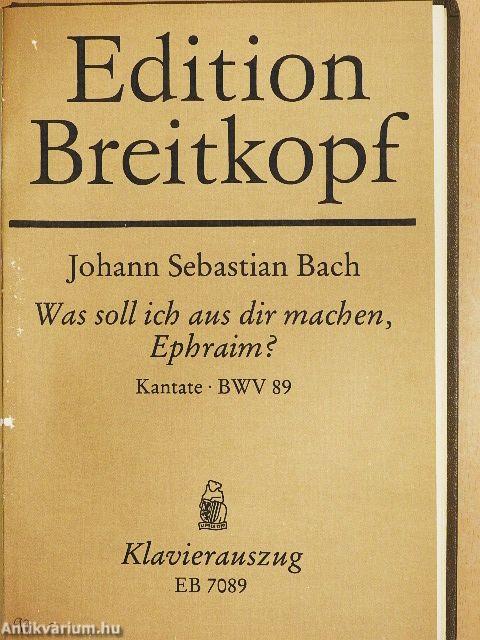 Edition
Breitkopf
Johann Sebastian Bach
Was soll ich aus dir machen,
Ephraim?
Kantate · BWV 89
Klavierauszug
EB 7089
Antikvárium.hu